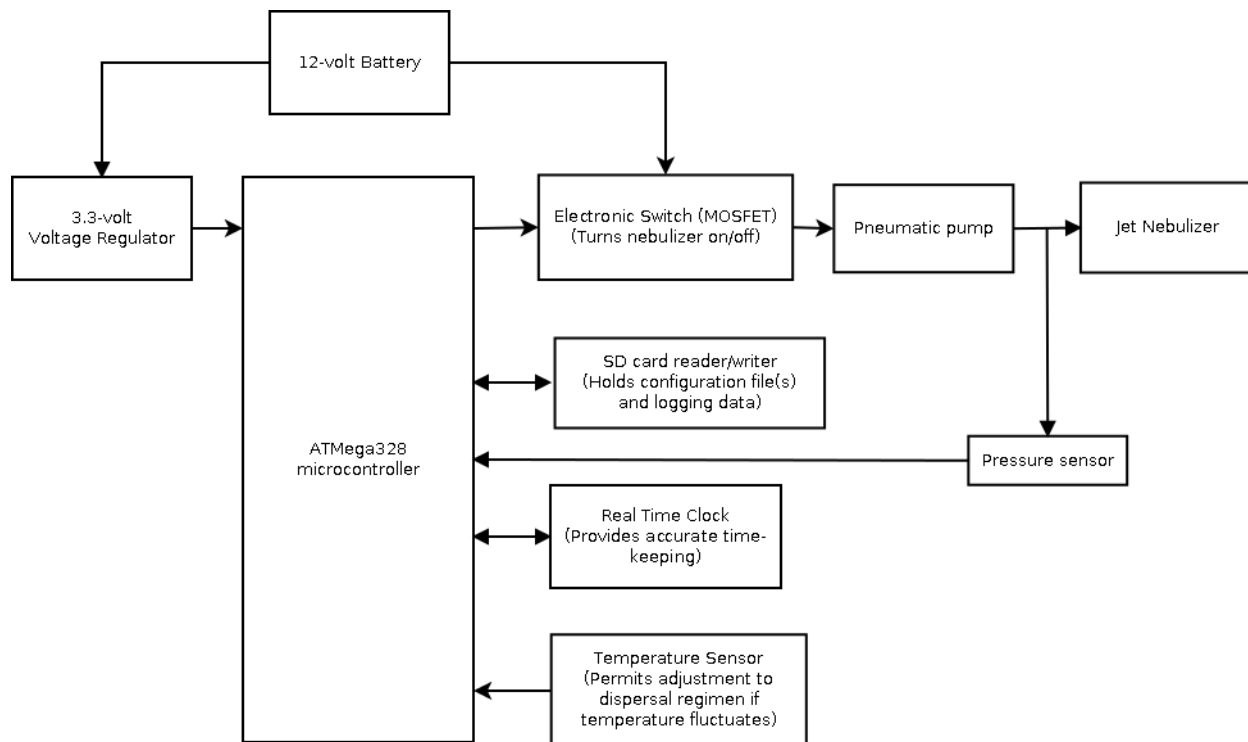 12-volt Battery
3.3-volt
Voltage Regulator
Electronic Switch (MOSFET)
(Turns nebulizer on/off)
Pneumatic pump
Jet Nebulizer
SD card reader/writer
(Holds configuration file(s)
and logging data)
ATMega328
microcontroller
Pressure sensor
Real Time Clock
(Provides accurate time-
keeping)
Temperature Sensor
(Permits adjustment to
dispersal regimen if
temperature fluctuates)